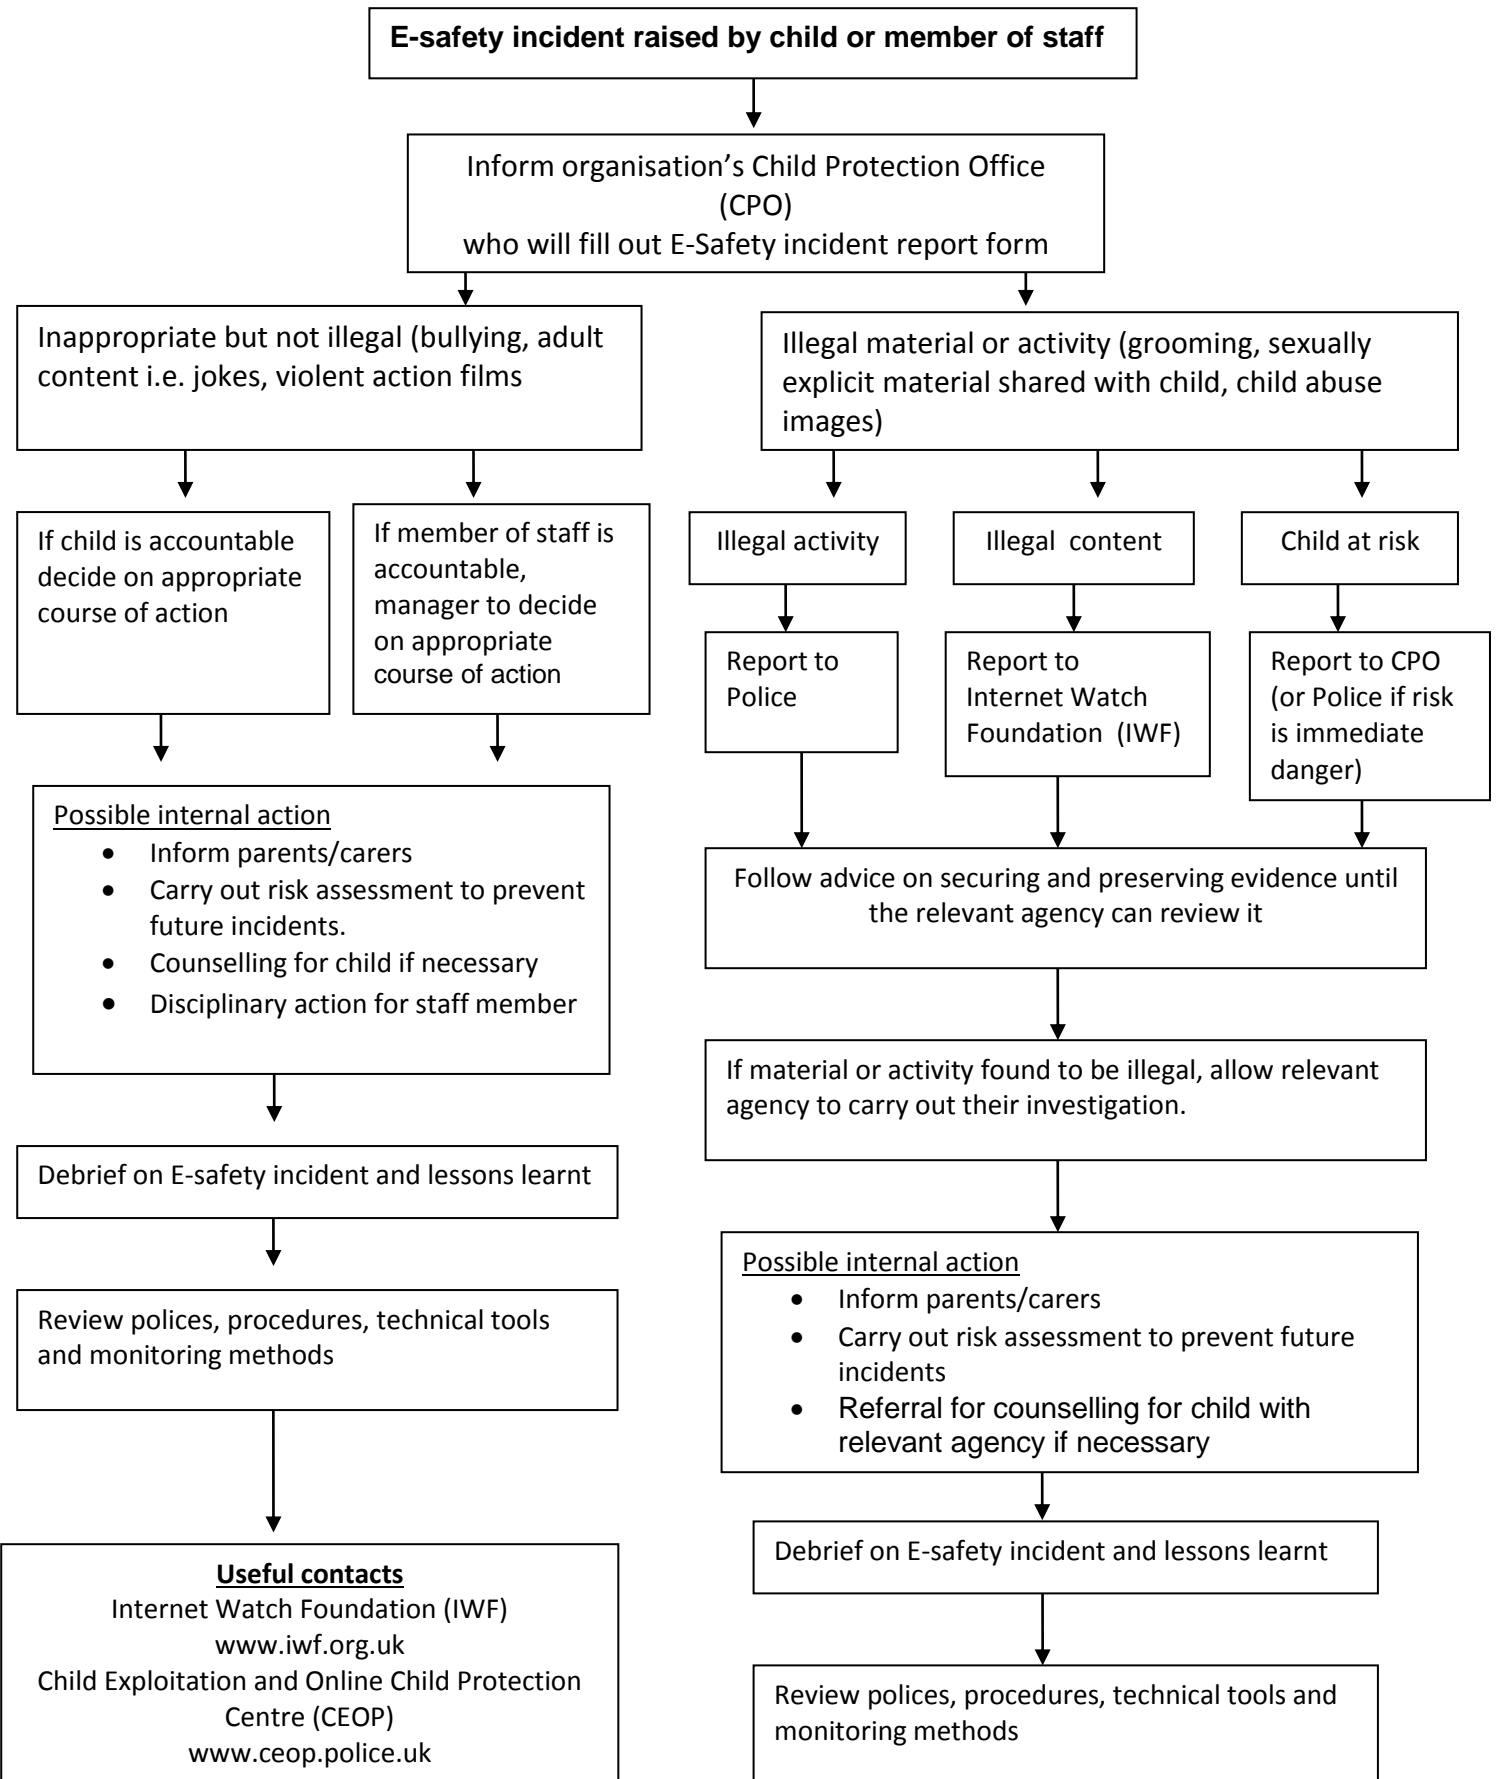 E-safety incident raised by child or member of staff
Inform organisation’s Child Protection Office
(CPO)
who will fill out E-Safety incident report form
Inappropriate but not illegal (bullying, adult
content i.e. jokes, violent action films
Illegal material or activity (grooming, sexually
explicit material shared with child, child abuse
images)
If child is accountable
decide on appropriate
course of action
If member of staff is
accountable,
manager to decide
on appropriate
course of action
Illegal activity
Illegal content
Child at risk
Report to
Police
Report to
Internet Watch
Foundation (IWF)
Report to CPO
(or Police if risk
is immediate
danger)
Possible internal action
• Inform parents/carers
• Carry out risk assessment to prevent
future incidents.
• Counselling for child if necessary
• Disciplinary action for staff member
Follow advice on securing and preserving evidence until
the relevant agency can review it
If material or activity found to be illegal, allow relevant
agency to carry out their investigation.
Debrief on E-safety incident and lessons learnt
Review polices, procedures, technical tools
and monitoring methods
Possible internal action
• Inform parents/carers
• Carry out risk assessment to prevent future
incidents
• Referral for counselling for child with
relevant agency if necessary
Debrief on E-safety incident and lessons learnt
Review polices, procedures, technical tools and
monitoring methods
Useful contacts
Internet Watch Foundation (IWF)
www.iwf.org.uk
Child Exploitation and Online Child Protection
Centre (CEOP)
www.ceop.police.uk